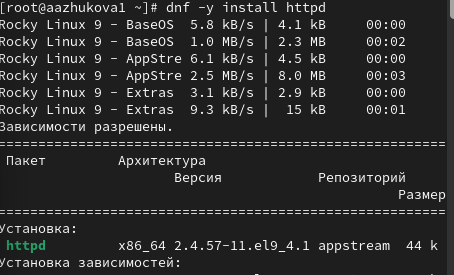 [root@aazhukova1 ~]# dnf -y install httpd
Rocky Linux 9 - BaseOS  5.8 kB/s | 4.1 kB     00:00
Rocky Linux 9 - BaseOS  1.0 MB/s | 2.3 MB     00:02
Rocky Linux 9 - AppStre 6.1 kB/s | 4.5 kB     00:00
Rocky Linux 9 - AppStre 2.5 MB/s | 8.0 MB     00:03
Rocky Linux 9 - Extras  3.1 kB/s | 2.9 kB     00:00
Rocky Linux 9 - Extras  9.3 kB/s |  15 kB     00:01
Зависимости разрешены.
========================================================
Пакет         Архитектура
Версия            Репозиторий
Размер
========================================================
Установка:
httpd         x86_64 2.4.57-11.el9_4.1 appstream  44 k
Установка зависимостей: